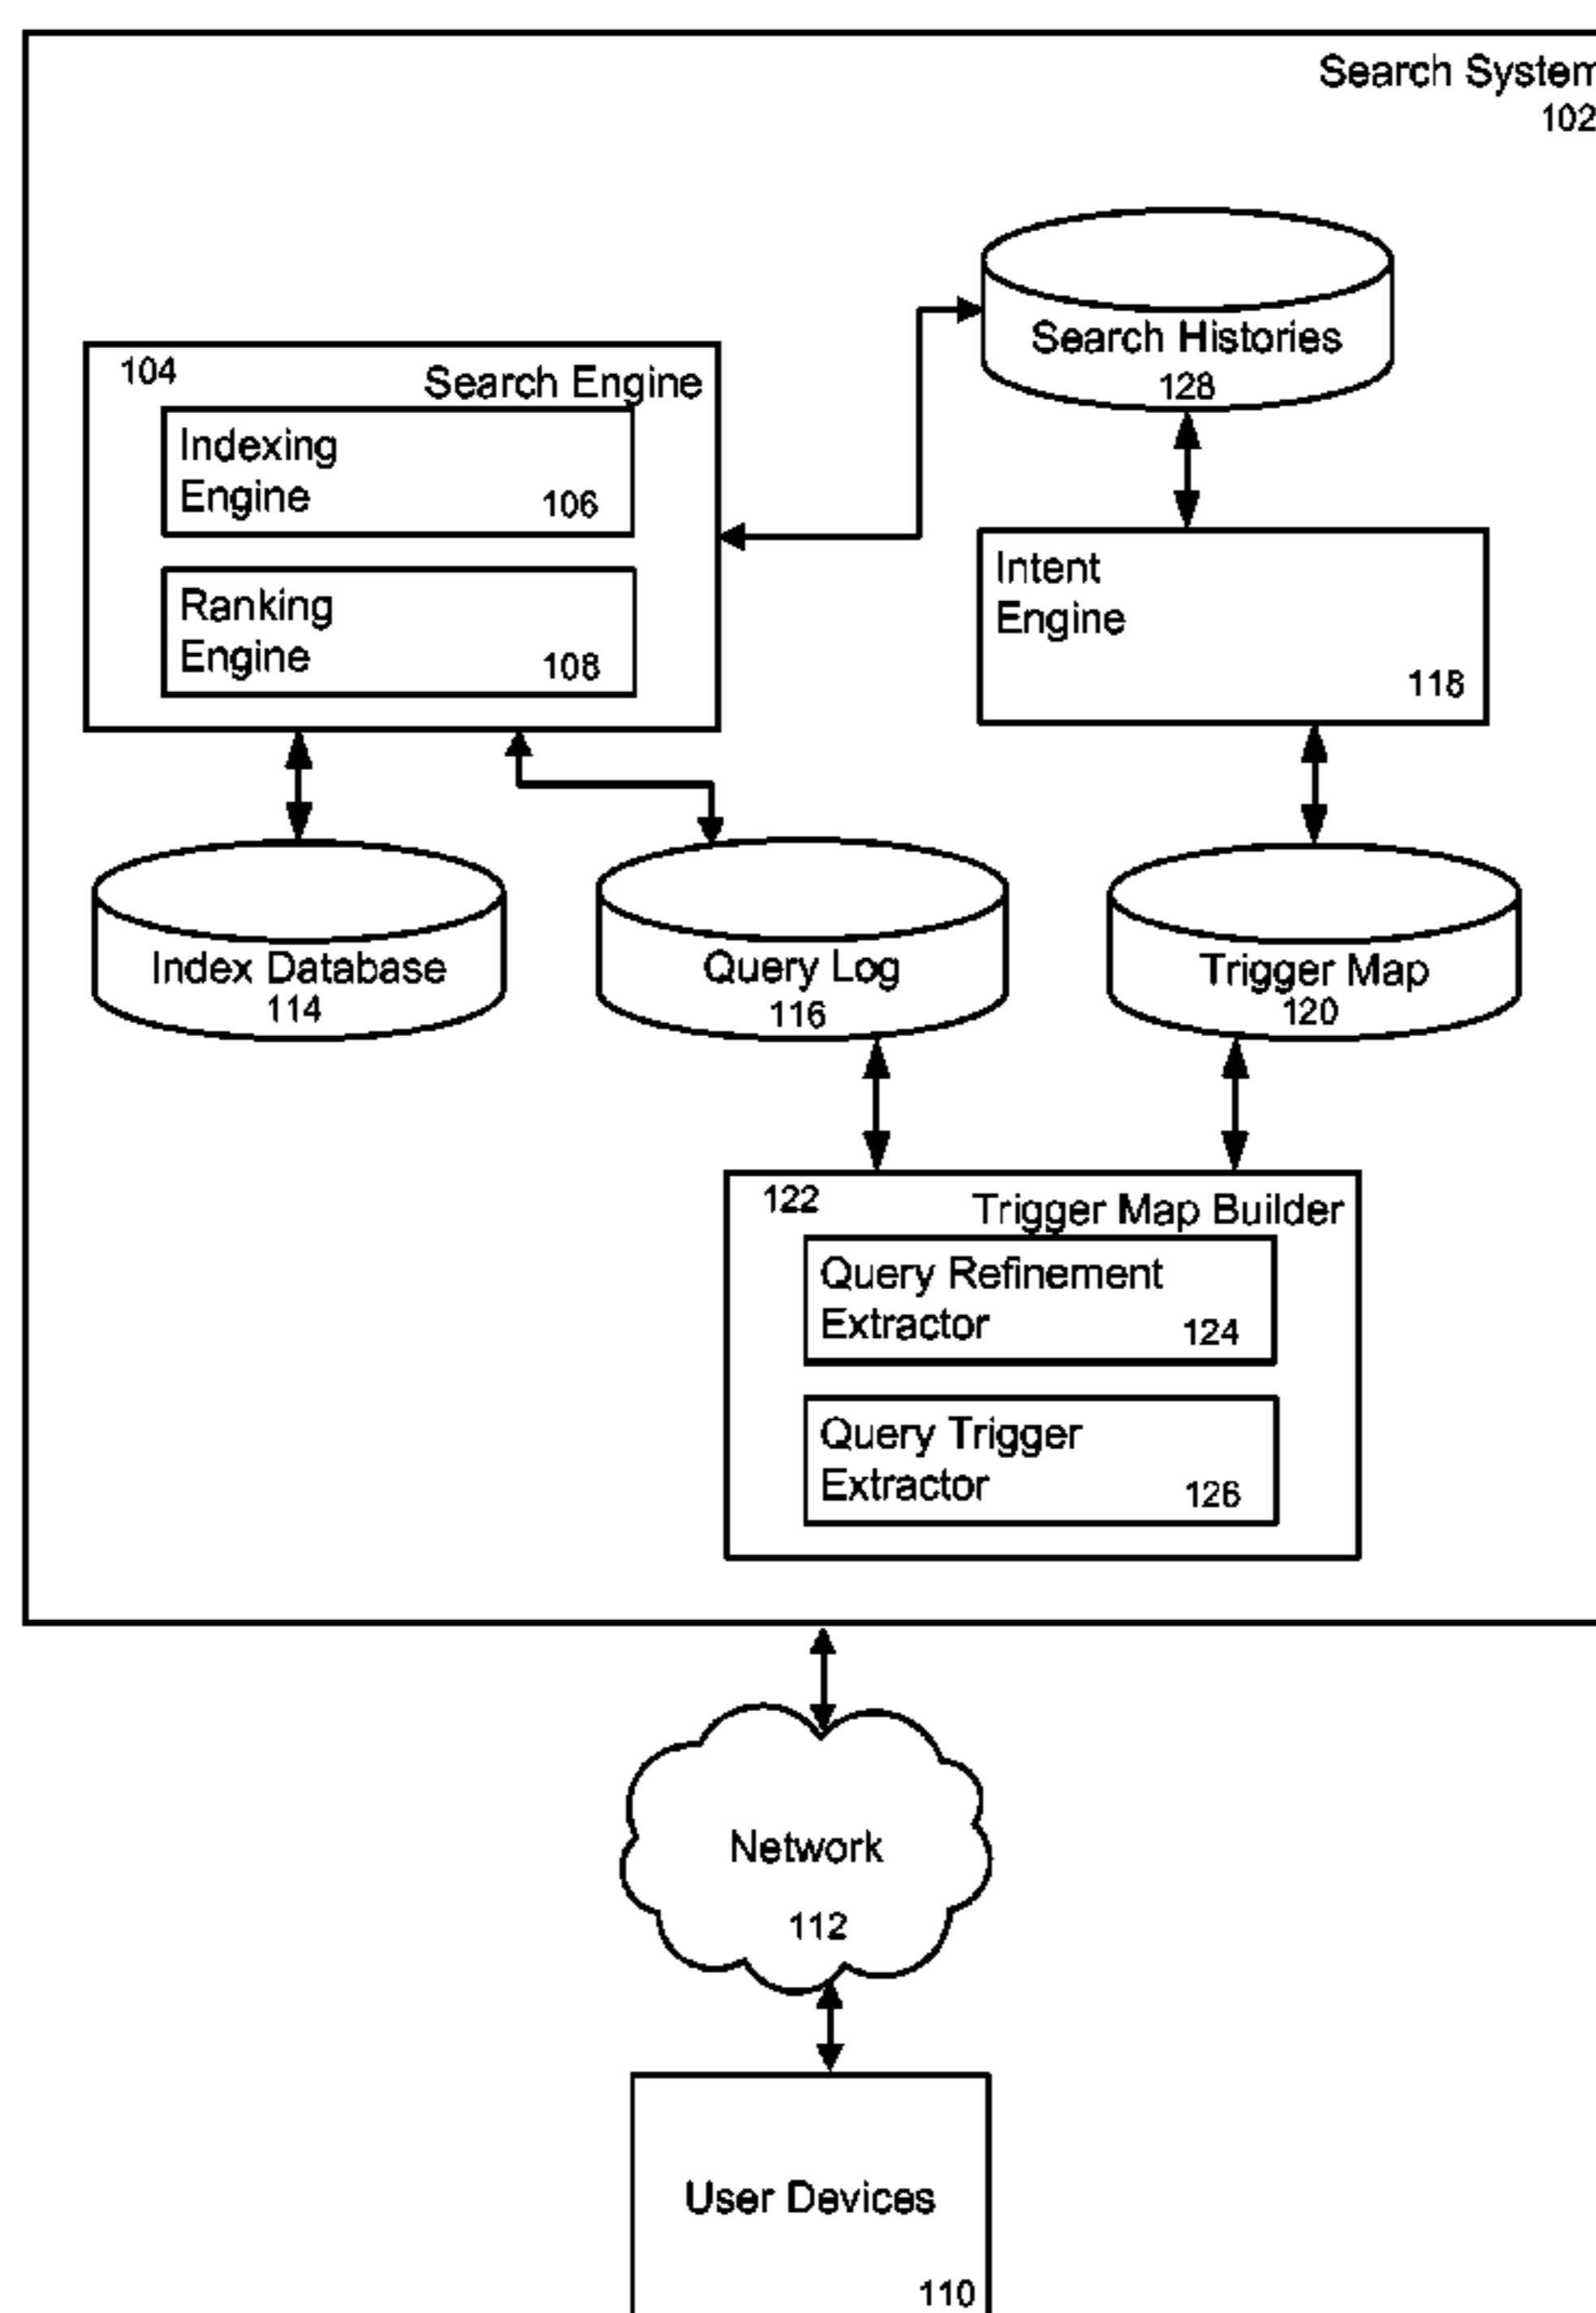 Search System
102
Search Histories
128
104
Search Engine
Indexing
Engine
106
Ranking
Engine
108
Intent
Engine
118
Index Database
114
Query Log
116
Trigger Map
120
122
Trigger Map Builder
Query Refinement
Extractor
124
Query Trigger
Extractor
126
Network
112
User Devices
110